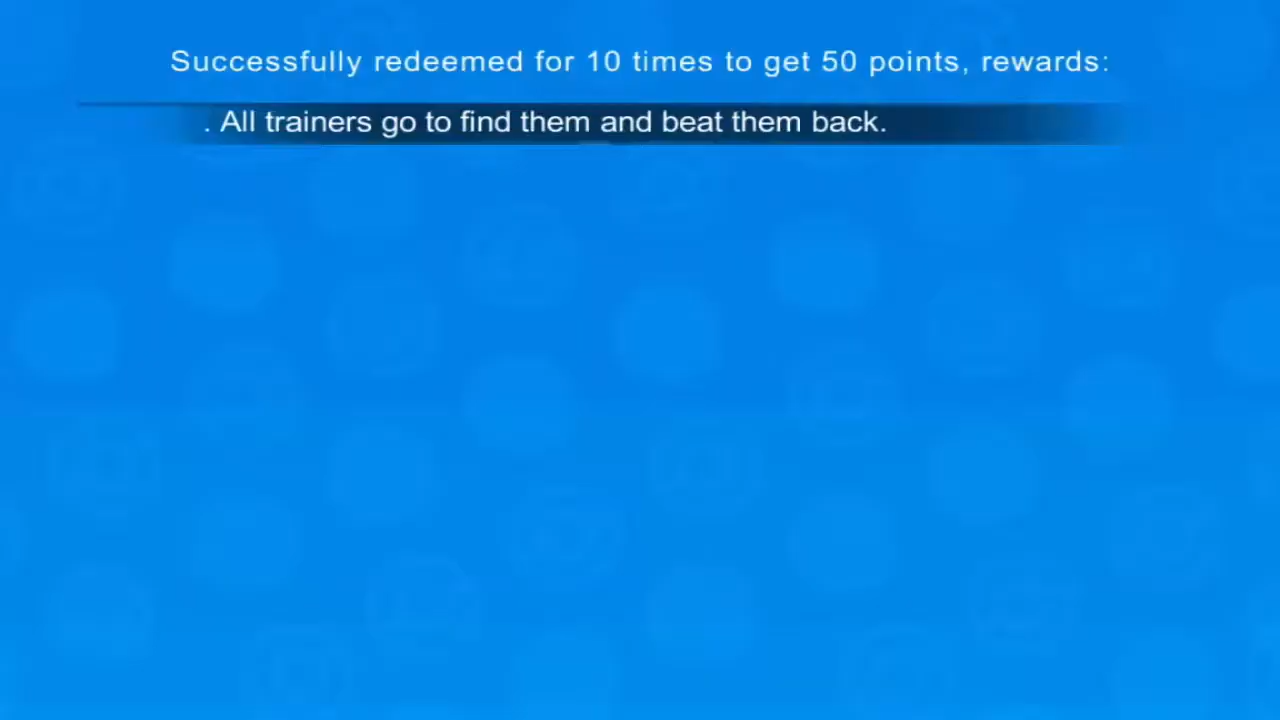 Successfully redeemed for 10 times to get 50 points, rewards:
. All trainers go to find them and beat them back.